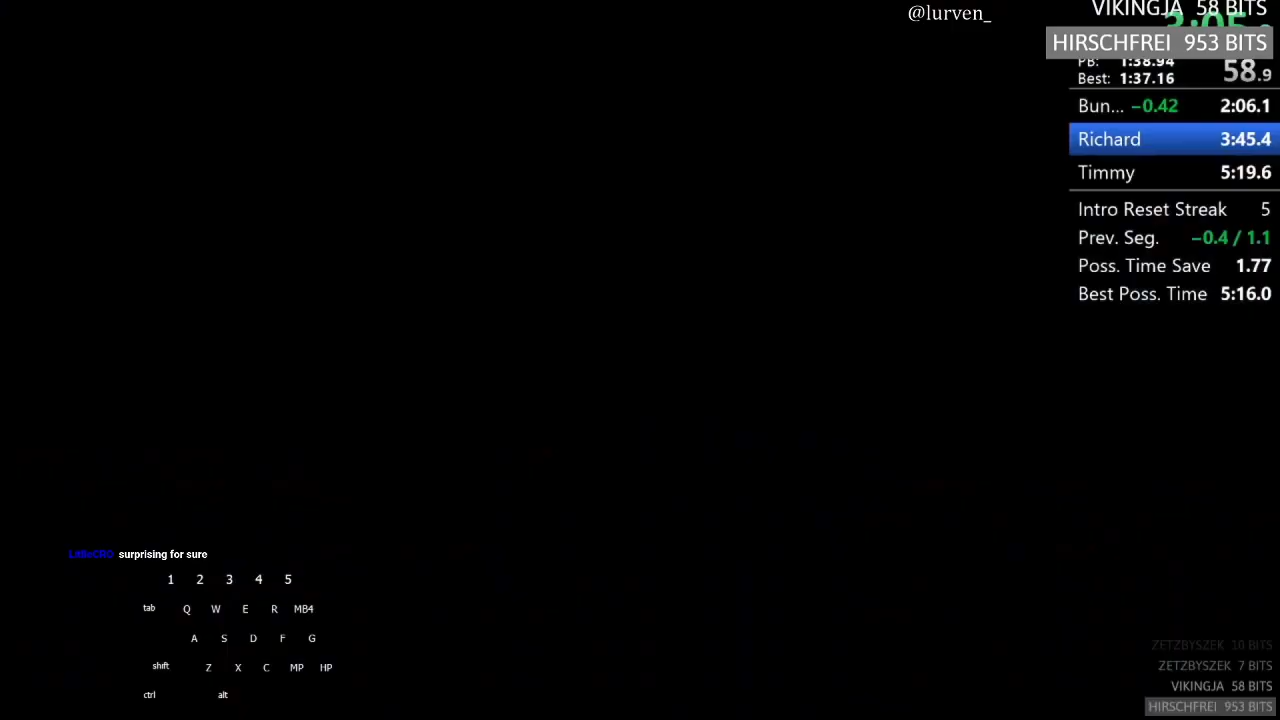 @lurven_
VIKINGJA 58 BITS
HIRSCHFREI 953 BITS
PB: 1:38.94
Best: 1:37.16
58.9
Bun... −0.42 2:06.1
Richard 3:45.4
Timmy 5:19.6
Intro Reset Streak 5
Prev. Seg. −0.4 / 1.1
Poss. Time Save 1.77
Best Poss. Time 5:16.0
LittleCRO surprising for sure
1 2 3 4 5
tab Q W E R MB4
A S D F G
shift Z X C MP HP
ctrl alt
ZETZBYSZEK 10 BITS
ZETZBYSZEK 7 BITS
VIKINGJA 58 BITS
HIRSCHFREI 953 BITS